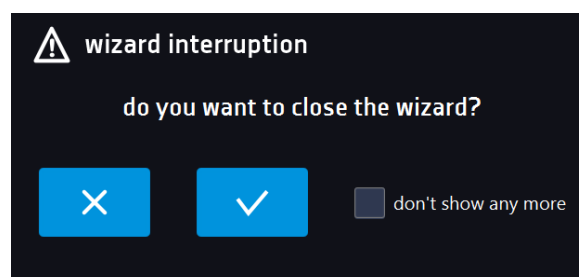 wizard interruption
do you want to close the wizard?
don't show any more